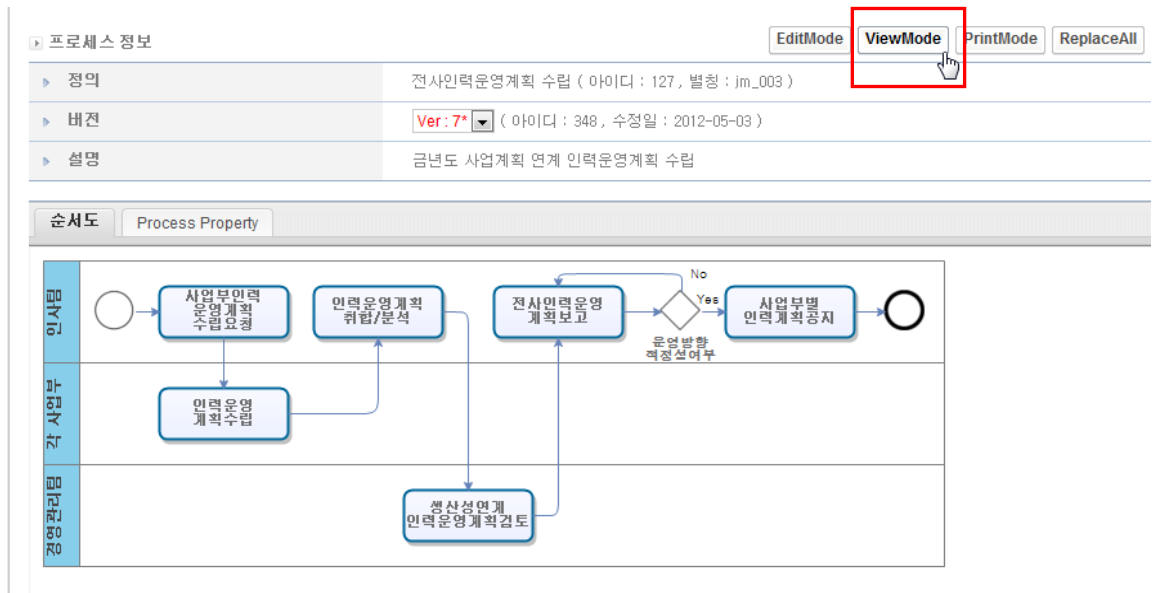 프로세스 정보
EditMode ViewMode PrintMode ReplaceAll
정의
전사인력운영계획 수립 ( 아이디 : 127, 별칭 : jm_003 )
버전
Ver : 7* ( 아이디 : 348, 수정일 : 2012-05-03 )
설명
금년도 사업계획 연계 인력운영계획 수립
순서도
Process Property
인사팀
사업부인력
운영계획
수립요청
인력운영계획
취합/분석
전사인력운영
계획보고
No
Yes
운영방향
적정성여부
사업부별
인력계획공지
각 사업부
인력운영
계획수립
경영관리팀
생산성연계
인력운영계획검토